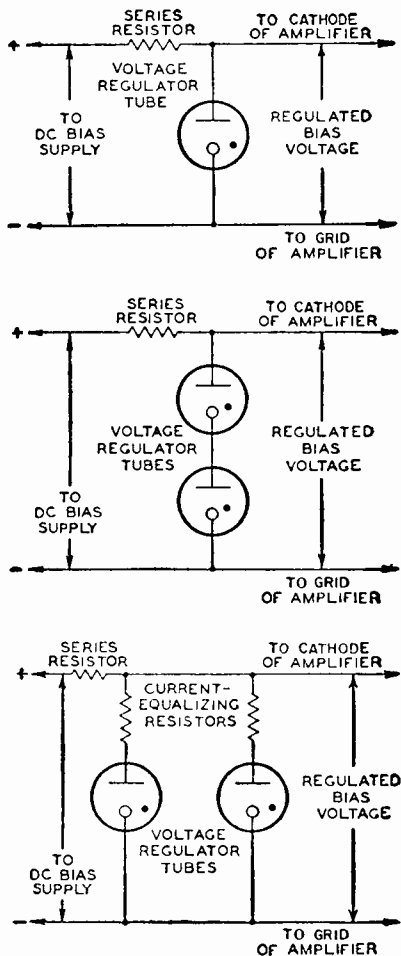 SERIES
RESISTOR
TO CATHODE
OF AMPLIFIER
+
VOLTAGE
REGULATOR
TUBE
TO
DC BIAS
SUPPLY
REGULATED
BIAS
VOLTAGE
-
TO GRID
OF AMPLIFIER
SERIES
RESISTOR
TO CATHODE
OF AMPLIFIER
+
VOLTAGE
REGULATOR
TUBES
REGULATED
BIAS
VOLTAGE
TO
DC BIAS
SUPPLY
-
TO GRID
OF AMPLIFIER
SERIES
RESISTOR
TO CATHODE
OF AMPLIFIER
+
CURRENT-
EQUALIZING
RESISTORS
REGULATED
BIAS
VOLTAGE
VOLTAGE
REGULATOR
TUBES
TO
DC BIAS
SUPPLY
-
TO GRID
OF AMPLIFIER